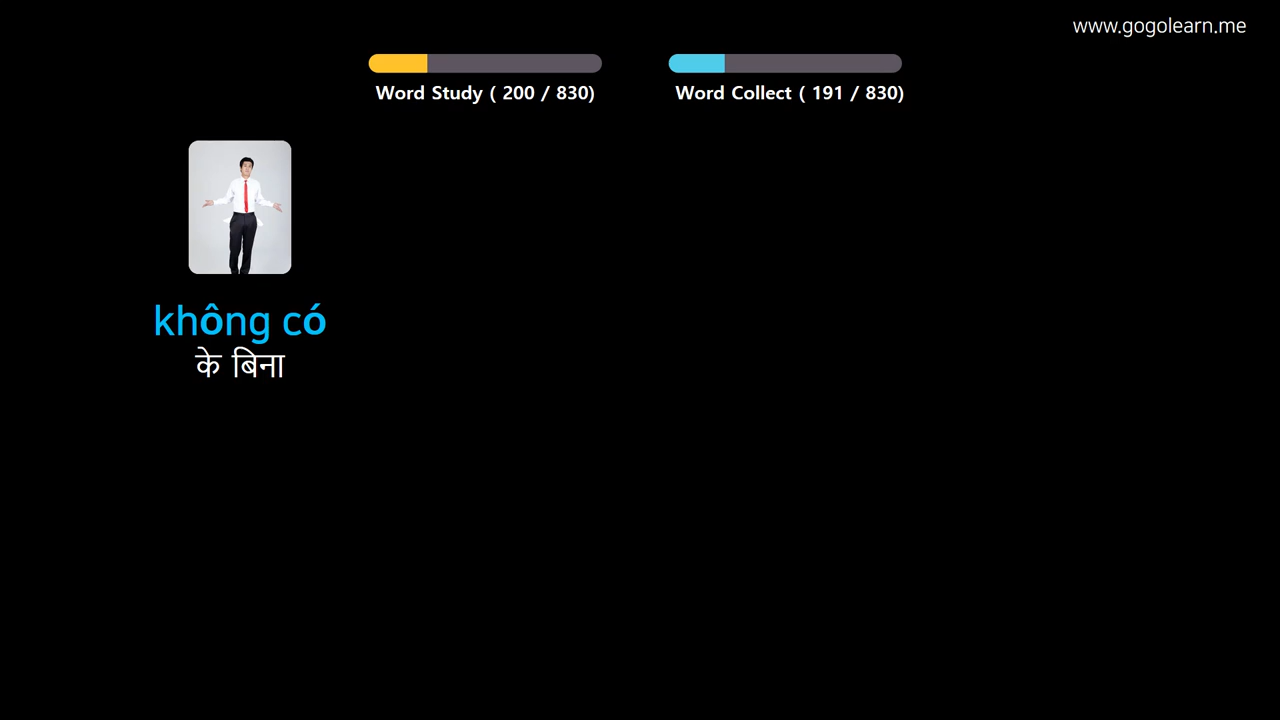 www.gogolearn.me
Word Study ( 200 / 830)
Word Collect ( 191 / 830)
không có
के बिना